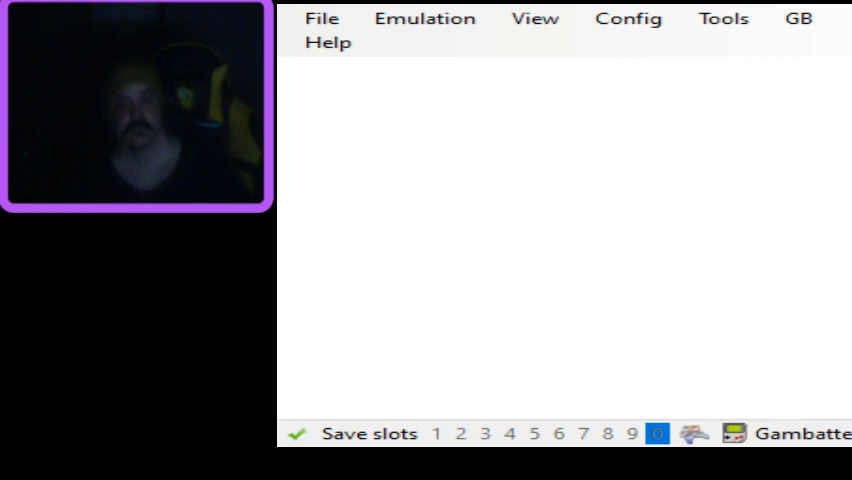 File Emulation View Config Tools GB
Help
Save slots 1 2 3 4 5 6 7 8 9 0 Gambatte